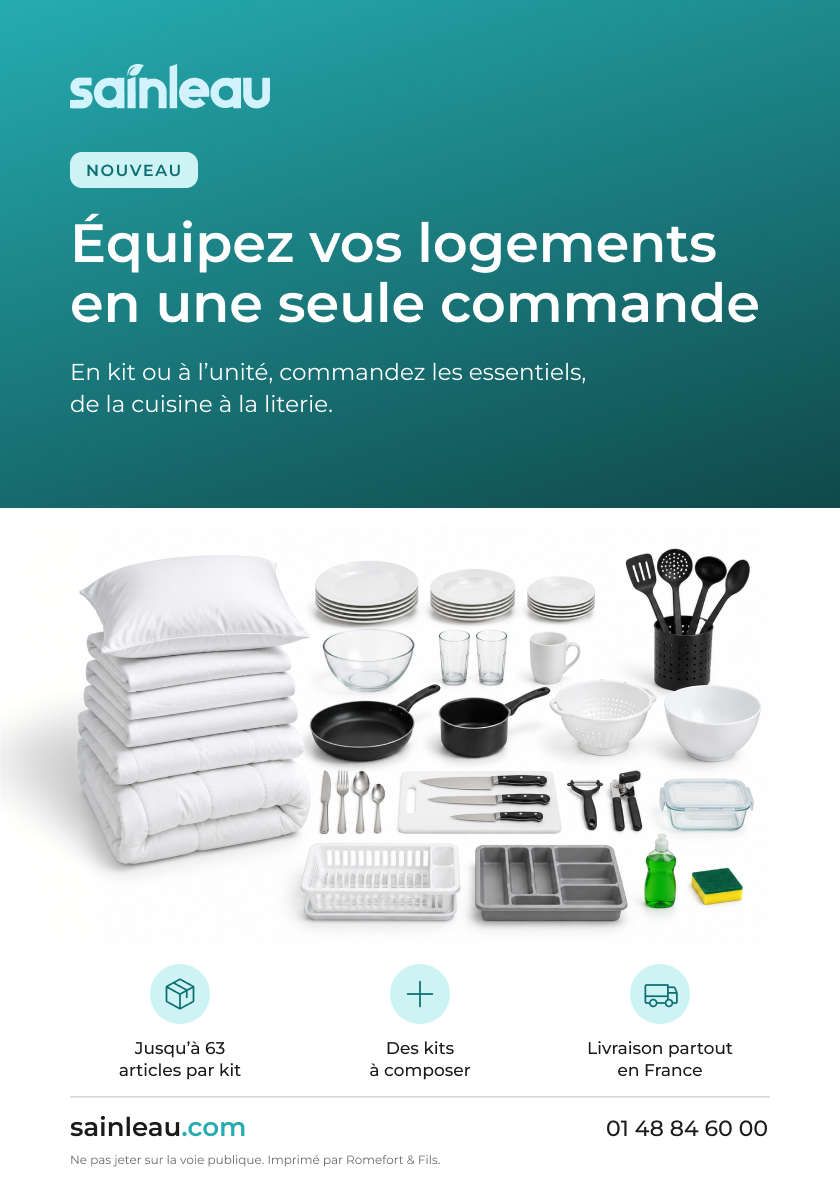 sainleau
NOUVEAU
Équipez vos logements
en une seule commande
En kit ou à l’unité, commandez les essentiels,
de la cuisine à la literie.
Jusqu’à 63
articles par kit
Des kits
à composer
Livraison partout
en France
sainleau.com
01 48 84 60 00
Ne pas jeter sur la voie publique. Imprimé par Romefort & Fils.